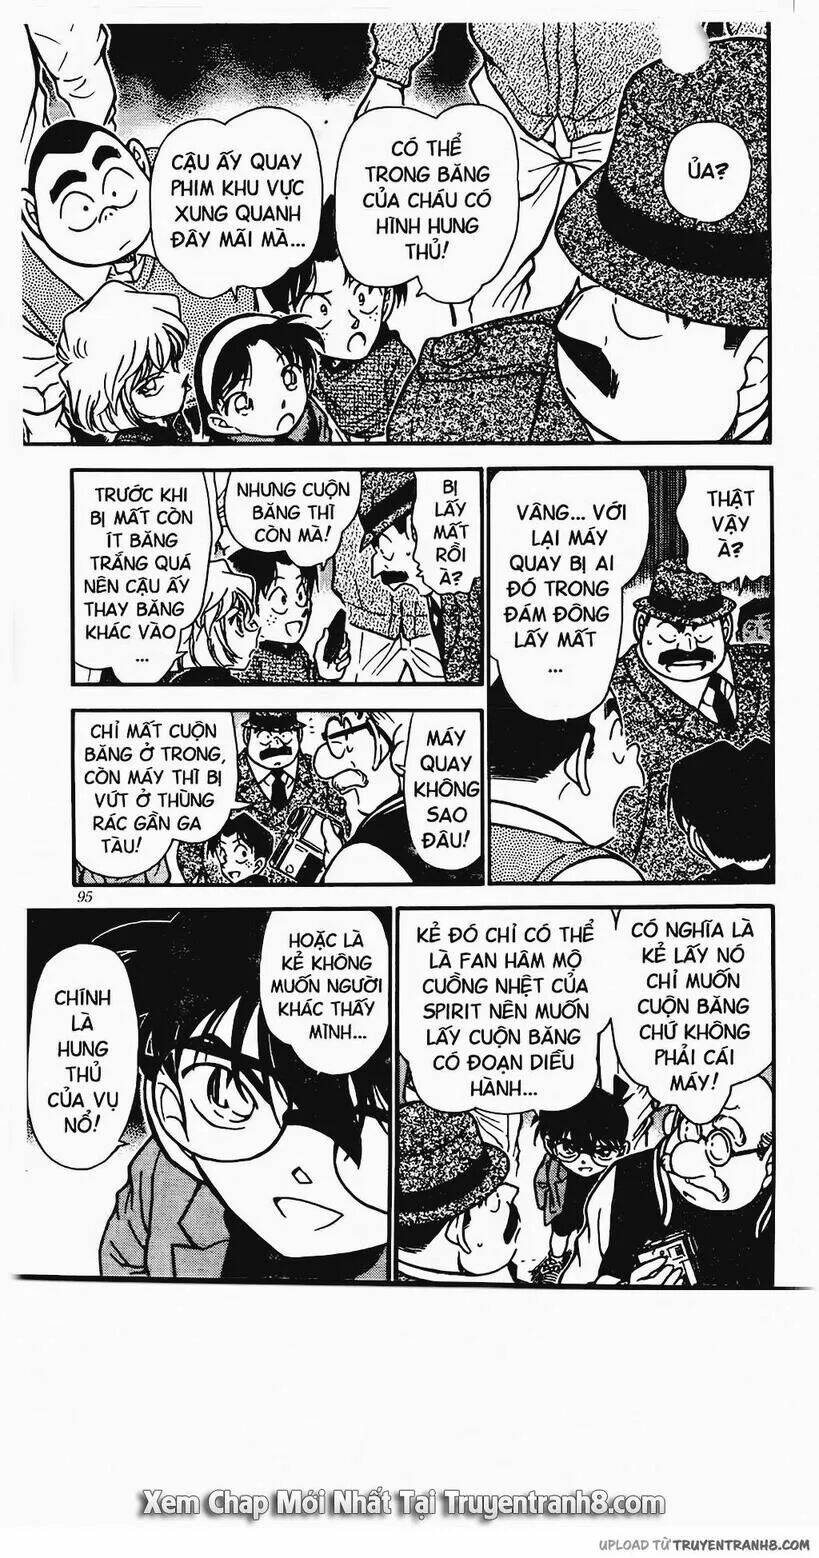 ỦA?
CÓ THỂ
TRONG BĂNG
CỦA CHÁU CÓ
HÌNH HUNG
THỦ!
CẬU ẤY QUAY
PHIM KHU VỰC
XUNG QUANH
ĐÂY MÃI MÀ...
THẬT
VẬY
À?
VÂNG... VỚI
LẠI MÁY
QUAY BỊ AI
ĐÓ TRONG
ĐÁM ĐÔNG
LẤY MẤT
...
BỊ
LẤY
MẤT
RỒI
À?
NHƯNG CUỘN
BĂNG THÌ
CÒN MÀ!
TRƯỚC KHI
BỊ MẤT CÒN
ÍT BĂNG
TRẮNG QUÁ
NÊN CẬU ẤY
THAY BĂNG
KHÁC VÀO
...
MÁY
QUAY
KHÔNG
SAO
ĐÂU!
CHỈ MẤT CUỘN
BĂNG Ở TRONG,
CÒN MÁY THÌ BỊ
VỨT Ở THÙNG
RÁC GẦN GA
TÀU!
95
CÓ NGHĨA LÀ
KẺ LẤY NÓ
CHỈ MUỐN
CUỘN BĂNG
CHỨ KHÔNG
PHẢI CÁI
MÁY!
KẺ ĐÓ CHỈ CÓ THỂ
LÀ FAN HÂM MỘ
CUỒNG NHIỆT CỦA
SPIRIT NÊN MUỐN
LẤY CUỘN BĂNG
CÓ ĐOẠN DIỄU
HÀNH...
HOẶC LÀ
KẺ KHÔNG
MUỐN NGƯỜI
KHÁC THẤY
MÌNH...
CHÍNH
LÀ
HUNG
THỦ
CỦA VỤ
NỔ!
Xem Chap Mới Nhất Tại Truyentranh8.com
UPLOAD TỪ TRUYENTRANH8.COM